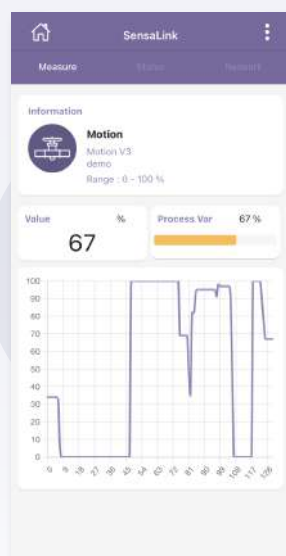 SensaLink
Measure Status Network
Information
Motion
Motion V3
demo
Range : 0 - 100 %
Value %
67
Process Var 67 %
100
90
80
70
60
50
40
30
20
10
0
0 9 18 27 36 45 54 63 72 81 90 99 108 117 126